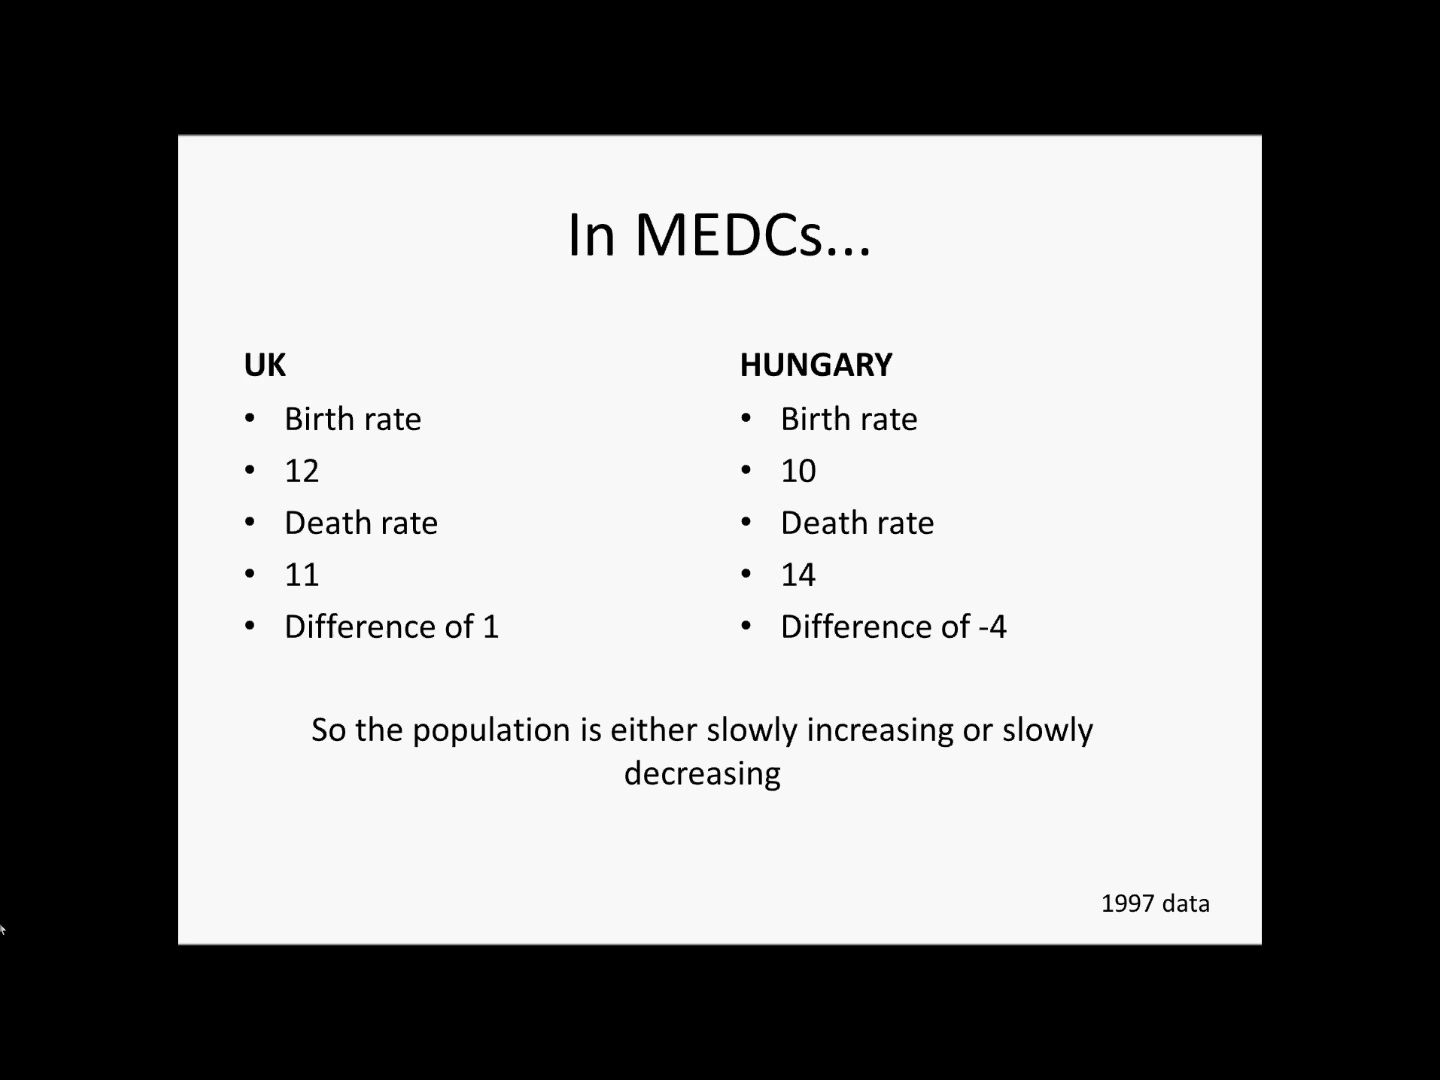 In MEDCs...
UK
• Birth rate
• 12
• Death rate
• 11
• Difference of 1
HUNGARY
• Birth rate
• 10
• Death rate
• 14
• Difference of -4
So the population is either slowly increasing or slowly
decreasing
1997 data